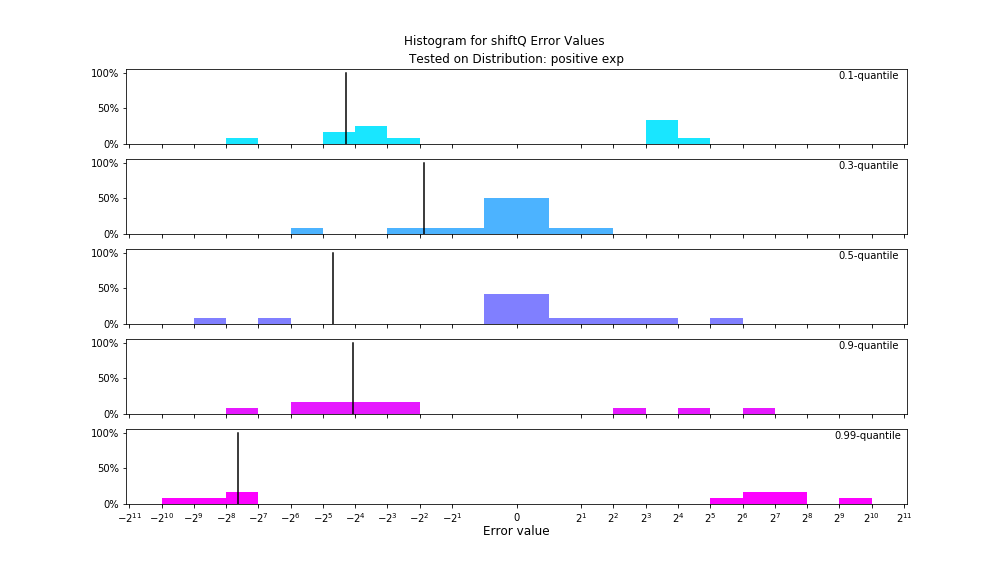 Histogram for shiftQ Error Values
Tested on Distribution: positive exp
100%
50%
0%
0.1-quantile
100%
50%
0%
0.3-quantile
100%
50%
0%
0.5-quantile
100%
50%
0%
0.9-quantile
100%
50%
0%
0.99-quantile
−2¹¹ −2¹⁰ −2⁹ −2⁸ −2⁷ −2⁶ −2⁵ −2⁴ −2³ −2² −2¹ 0 2¹ 2² 2³ 2⁴ 2⁵ 2⁶ 2⁷ 2⁸ 2⁹ 2¹⁰ 2¹¹
Error value